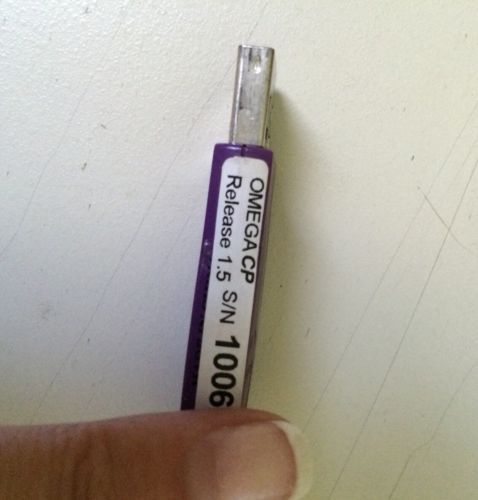 OMEGA CP
Release 1.5 S/N 1006